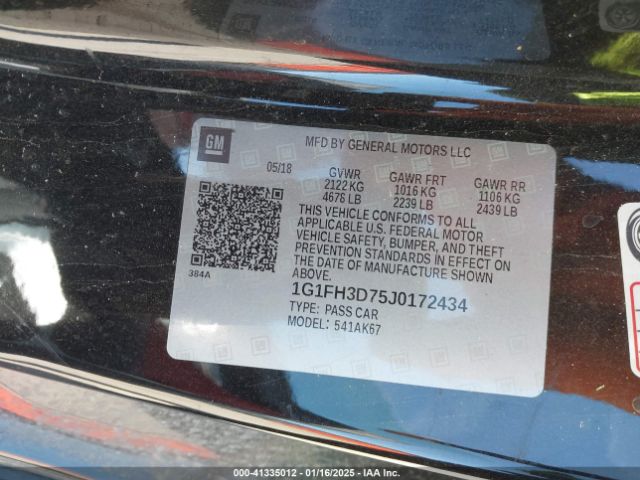 GM
MFD BY GENERAL MOTORS LLC
05/18
GVWR GAWR FRT GAWR RR
2122 KG 1016 KG 1106 KG
4678 LB 2239 LB 2439 LB
THIS VEHICLE CONFORMS TO ALL
APPLICABLE U.S. FEDERAL MOTOR
VEHICLE SAFETY, BUMPER, AND THEFT
PREVENTION STANDARDS IN EFFECT ON
THE DATE OF MANUFACTURE SHOWN
ABOVE.
384A
1G1FH3D75J0172434
TYPE: PASS CAR
MODEL: 541AK67
000-41335012 - 01/16/2025 - IAA Inc.